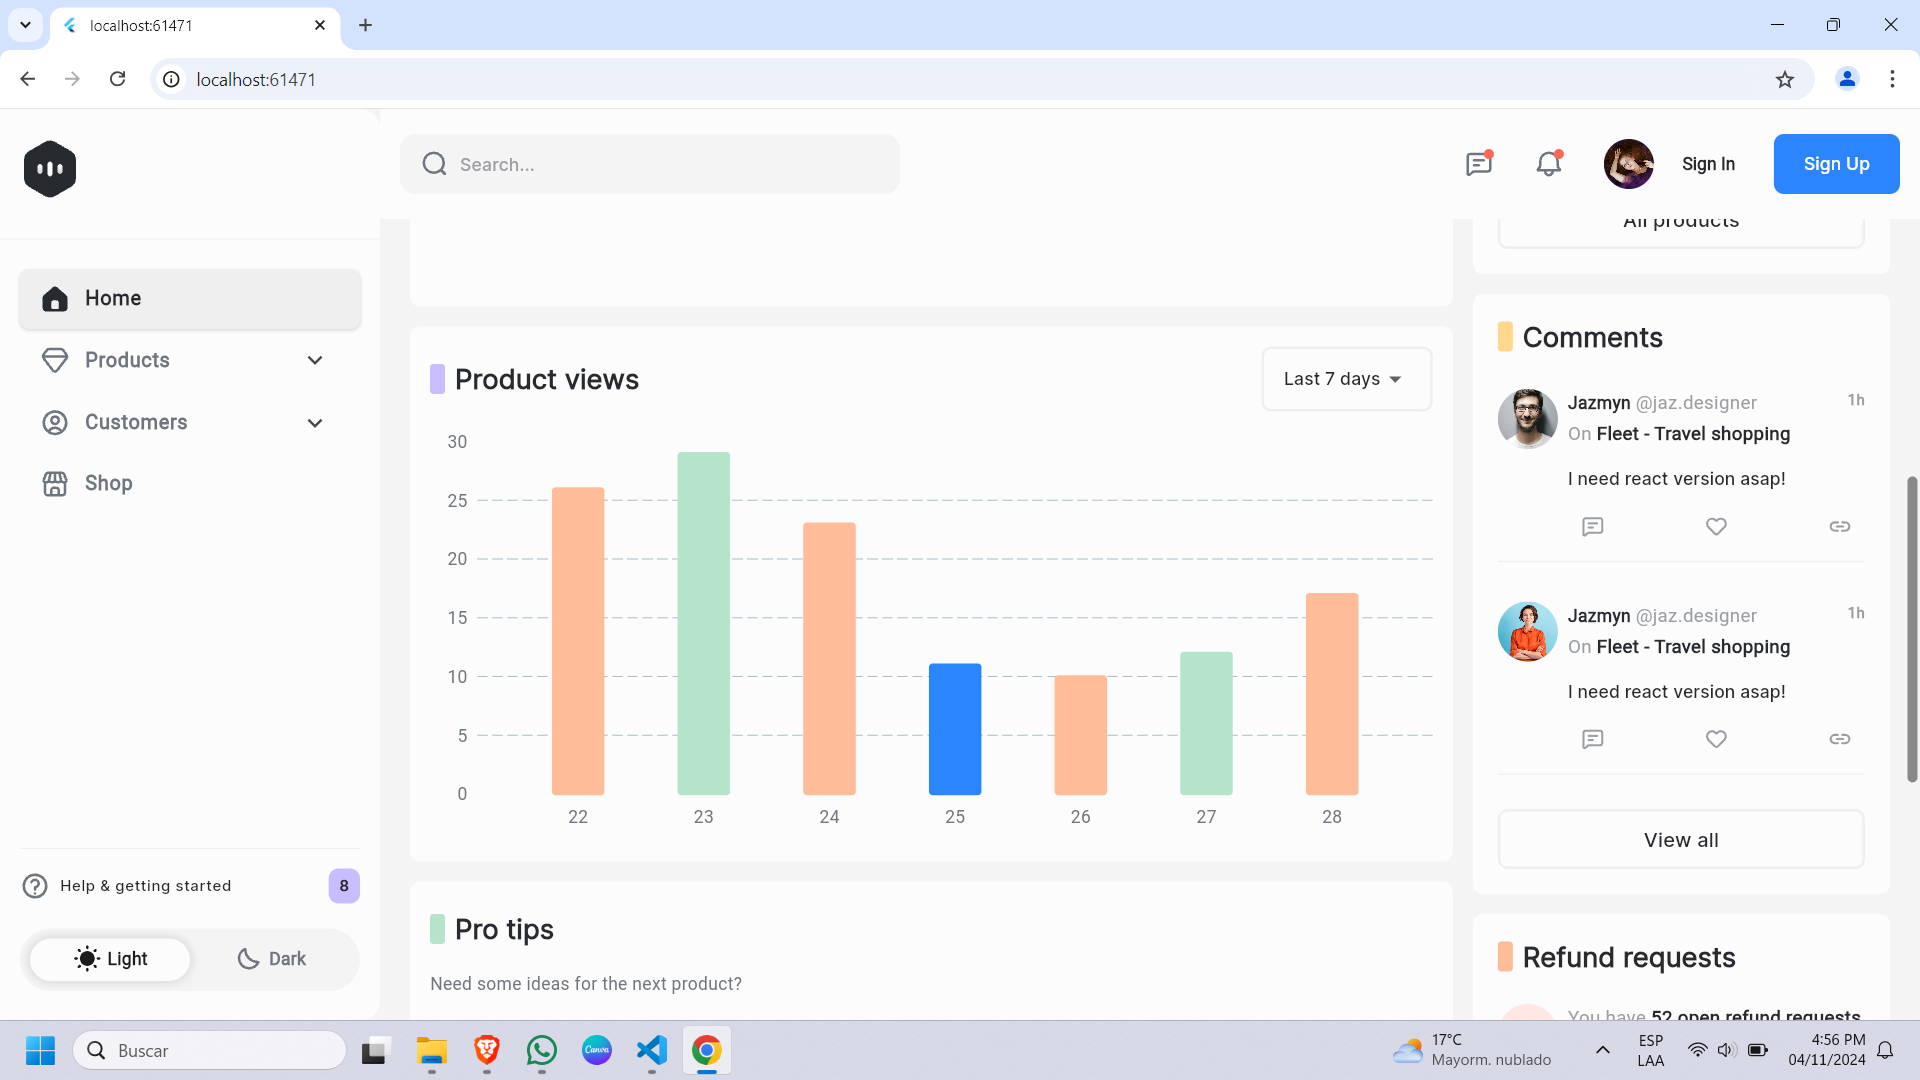 localhost:61471
localhost:61471
Search...
Sign In
Sign Up
Home
Products
Customers
Shop
Help & getting started
8
Light
Dark
Product views
Last 7 days
30
25
20
15
10
5
0
22 23 24 25 26 27 28
Pro tips
Need some ideas for the next product?
All products
Comments
Jazmyn @jaz.designer 1h
On Fleet - Travel shopping
I need react version asap!
Jazmyn @jaz.designer 1h
On Fleet - Travel shopping
I need react version asap!
View all
Refund requests
You have 52 open refund requests
Buscar
Canva
17°C
Mayorm. nublado
ESP
LAA
4:56 PM
04/11/2024